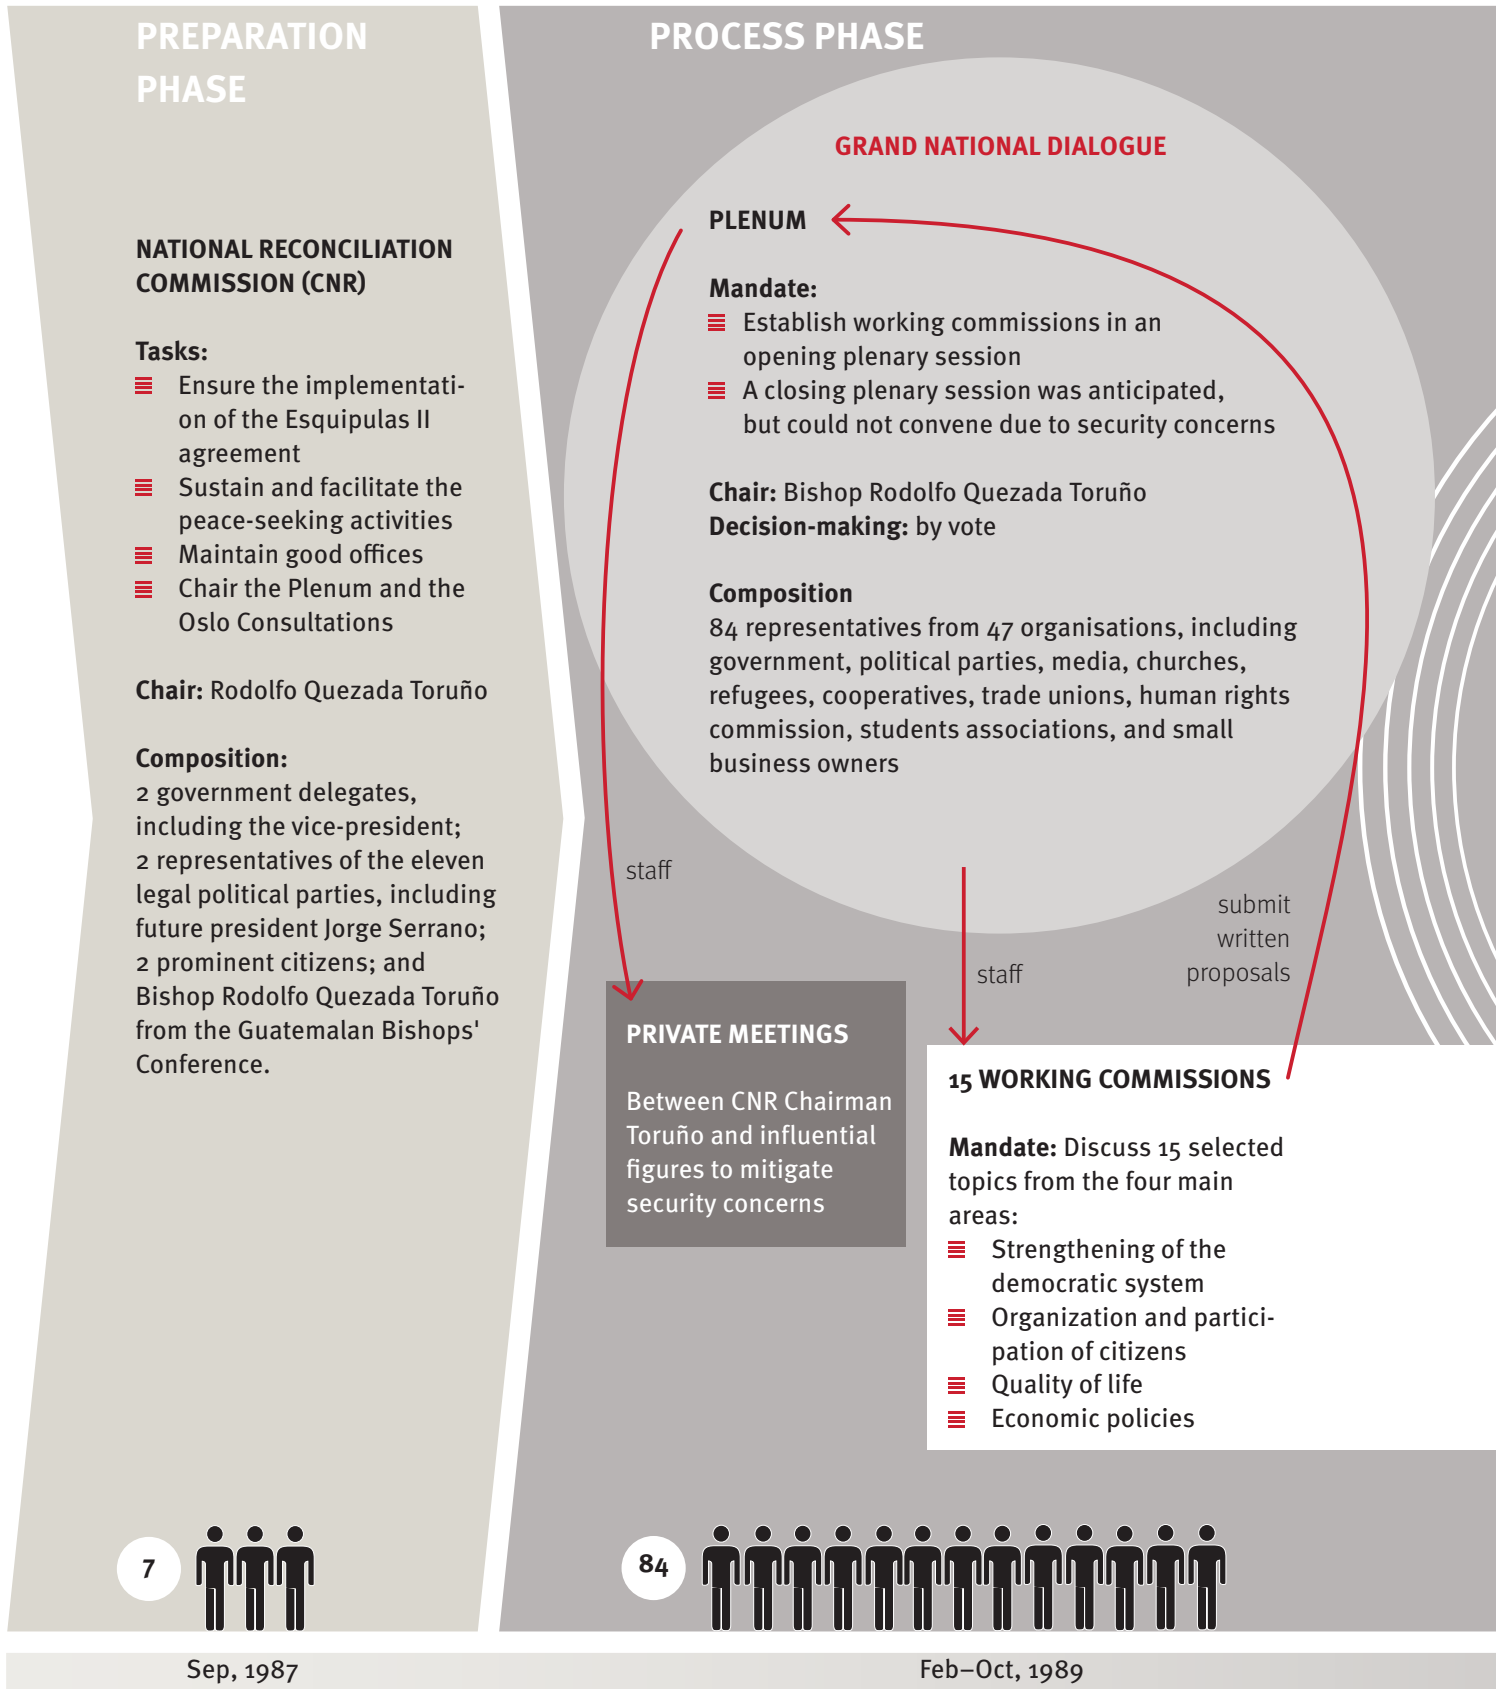 PREPARATION
PHASE
NATIONAL RECONCILIATION
COMMISSION (CNR)
Tasks:
Ensure the implementati-
on of the Esquipulas II
agreement
Sustain and facilitate the
peace-seeking activities
Maintain good offices
Chair the Plenum and the
Oslo Consultations
Chair: Rodolfo Quezada Toruño
Composition:
2 government delegates,
including the vice-president;
2 representatives of the eleven
legal political parties, including
future president Jorge Serrano;
2 prominent citizens; and
Bishop Rodolfo Quezada Toruño
from the Guatemalan Bishops'
Conference.
7
Sep, 1987
PROCESS PHASE
GRAND NATIONAL DIALOGUE
PLENUM
Mandate:
Establish working commissions in an
opening plenary session
A closing plenary session was anticipated,
but could not convene due to security concerns
Chair: Bishop Rodolfo Quezada Toruño
Decision-making: by vote
Composition
84 representatives from 47 organisations, including
government, political parties, media, churches,
refugees, cooperatives, trade unions, human rights
commission, students associations, and small
business owners
staff
staff
submit
written
proposals
PRIVATE MEETINGS
Between CNR Chairman
Toruño and influential
figures to mitigate
security concerns
15 WORKING COMMISSIONS
Mandate: Discuss 15 selected
topics from the four main
areas:
Strengthening of the
democratic system
Organization and partici-
pation of citizens
Quality of life
Economic policies
84
Feb–Oct, 1989